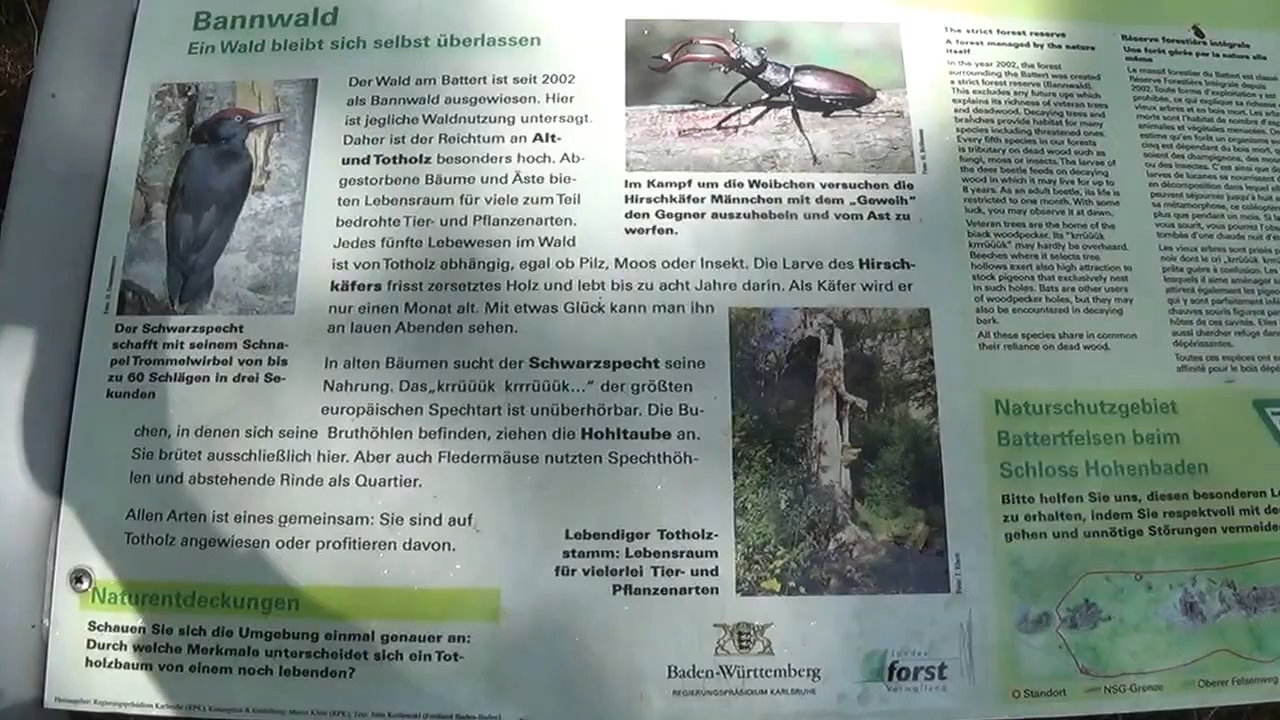 Bannwald
Ein Wald bleibt sich selbst überlassen
Der Wald am Battert ist seit 2002
als Bannwald ausgewiesen. Hier
ist jegliche Waldnutzung untersagt.
Daher ist der Reichtum an Alt-
und Totholz besonders hoch. Ab-
gestorbene Bäume und Äste bie-
ten Lebensraum für viele zum Teil
bedrohte Tier- und Pflanzenarten.
Jedes fünfte Lebewesen im Wald
ist von Totholz abhängig, egal ob Pilz, Moos oder Insekt. Die Larve des Hirsch-
käfers frisst zersetztes Holz und lebt bis zu acht Jahre darin. Als Käfer wird er
nur einen Monat alt. Mit etwas Glück kann man ihn
an lauen Abenden sehen.
Der Schwarzspecht
schafft mit seinem Schna-
pel Trommelwirbel von bis
zu 60 Schlägen in drei Se-
kunden
Im Kampf um die Weibchen versuchen die
Hirschkäfer Männchen mit dem „Geweih"
den Gegner auszuhebeln und vom Ast zu
werfen.
In alten Bäumen sucht der Schwarzspecht seine
Nahrung. Das „krrüüük krrrüüük..." der größten
europäischen Spechtart ist unüberhörbar. Die Bu-
chen, in denen sich seine Bruthöhlen befinden, ziehen die Hohltaube an.
Sie brütet ausschließlich hier. Aber auch Fledermäuse nutzten Spechthöh-
len und abstehende Rinde als Quartier.
Allen Arten ist eines gemeinsam: Sie sind auf
Totholz angewiesen oder profitieren davon.
Lebendiger Totholz-
stamm: Lebensraum
für vielerlei Tier- und
Pflanzenarten
Naturentdeckungen
Schauen Sie sich die Umgebung einmal genauer an:
Durch welche Merkmale unterscheidet sich ein Tot-
holzbaum von einem noch lebenden?
Baden-Württemberg
REGIERUNGSPRÄSIDIUM KARLSRUHE
landes
forst
verwaltung
The strict forest reserve
A forest managed by the nature
itself
In the year 2002, the forest
surrounding the Battert was created
a strict forest reserve (Bannwald).
This excludes any future use which
explains its richness of veteran trees
and deadwood. Decaying trees and
branches provide habitat for many
species including threatened ones.
Every fifth species in our forests
is tributary on dead wood such as
fungi, moss or insects. The larvae of
the deer beetle feeds on decaying
wood in which it may live for up to
8 years. As an adult beetle, its life is
restricted to one month. With some
luck, you may observe it at dawn.
Veteran trees are the home of the
black woodpecker. Its "krrüük
krrrüük" may hardly be overheard.
Beeches where it selects tree
hollows exert also high attraction to
stock pigeons that exclusively nest
in such holes. Bats are other users
of woodpecker holes, but they may
also be encountered in decaying
bark.
All these species share in common
their reliance on dead wood.
Réserve forestière intégrale
Une forêt gérée par la nature elle
même
Naturschutzgebiet
Battertfelsen beim
Schloss Hohenbaden
Bitte helfen Sie uns, diesen besonderen
zu erhalten, indem Sie respektvoll mit
gehen und unnötige Störungen
Standort
NSG-Grenze
Oberer Felsenweg